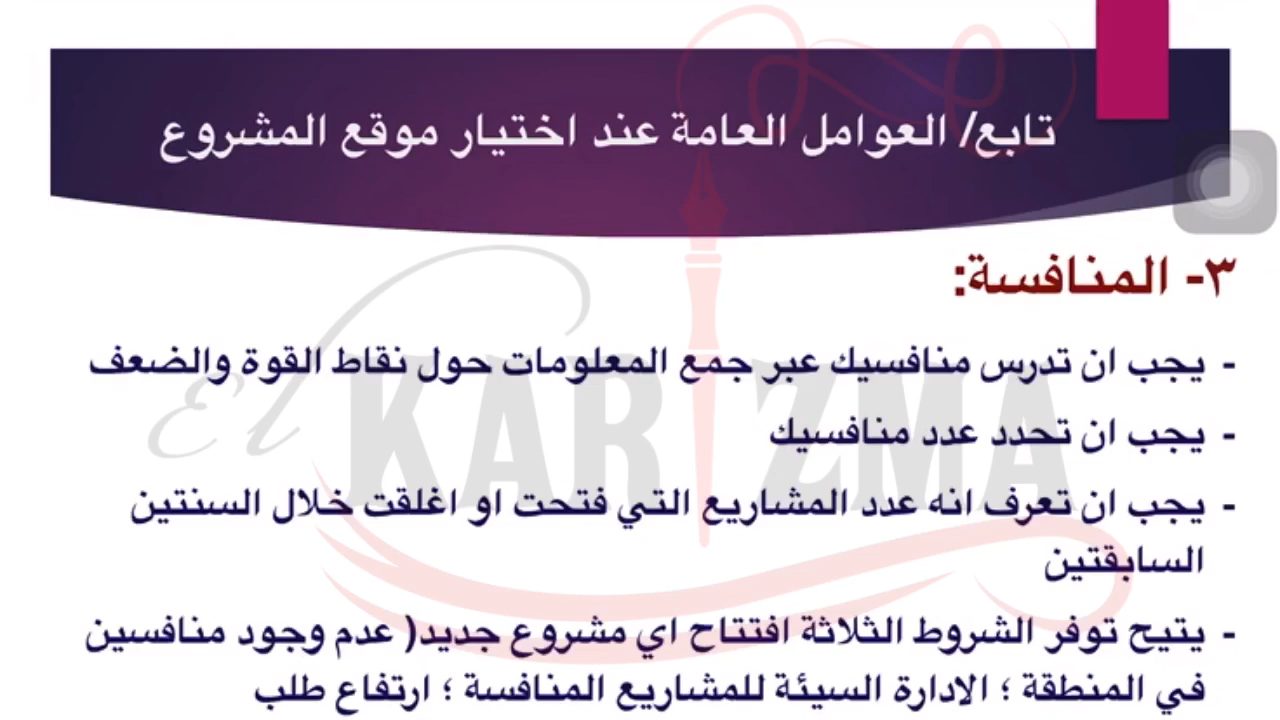 تابع/ العوامل العامة عند اختيار موقع المشروع
٣- المنافسة:
- يجب ان تدرس منافسيك عبر جمع المعلومات حول نقاط القوة والضعف
- يجب ان تحدد عدد منافسيك
- يجب ان تعرف انه عدد المشاريع التي فتحت او اغلقت خلال السنتين
السابقتين
- يتيح توفر الشروط الثلاثة افتتاح اي مشروع جديد( عدم وجود منافسين
في المنطقة ؛ الادارة السيئة للمشاريع المنافسة ؛ ارتفاع طلب
El KARIZMA